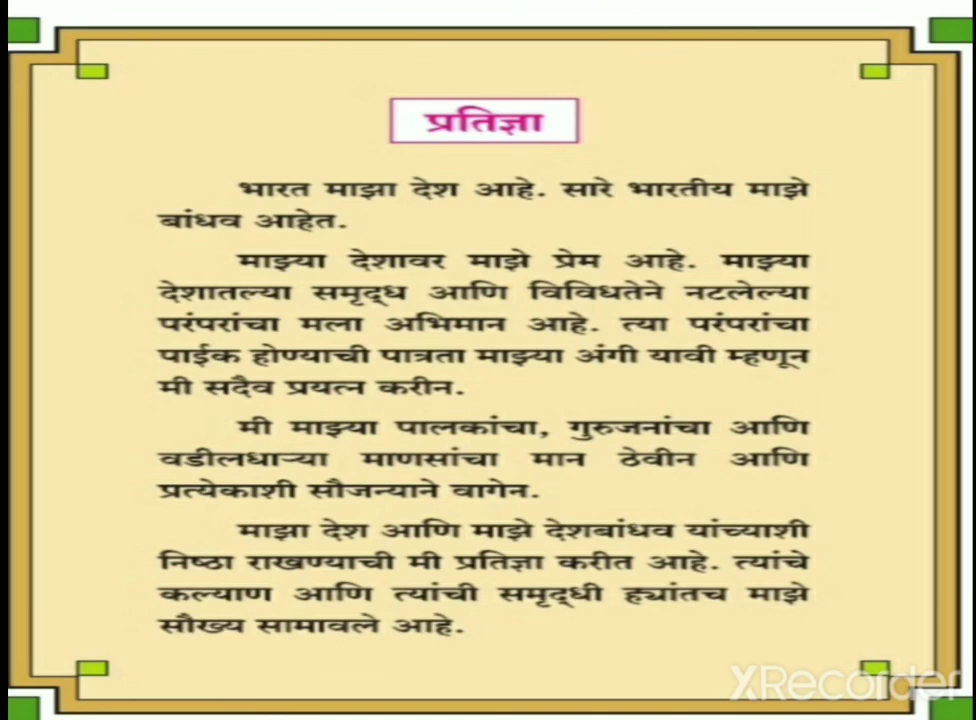 प्रतिज्ञा
भारत माझा देश आहे. सारे भारतीय माझे
बांधव आहेत.
माझ्या देशावर माझे प्रेम आहे. माझ्या
देशातल्या समृद्ध आणि विविधतेने नटलेल्या
परंपरांचा मला अभिमान आहे. त्या परंपरांचा
पाईक होण्याची पात्रता माझ्या अंगी यावी म्हणून
मी सदैव प्रयत्न करीन.
मी माझ्या पालकांचा, गुरुजनांचा आणि
वडीलधाऱ्या माणसांचा मान ठेवीन आणि
प्रत्येकाशी सौजन्याने वागेन.
माझा देश आणि माझे देशबांधव यांच्याशी
निष्ठा राखण्याची मी प्रतिज्ञा करीत आहे. त्यांचे
कल्याण आणि त्यांची समृद्धी ह्यांतच माझे
सौख्य सामावले आहे.
XRecorder